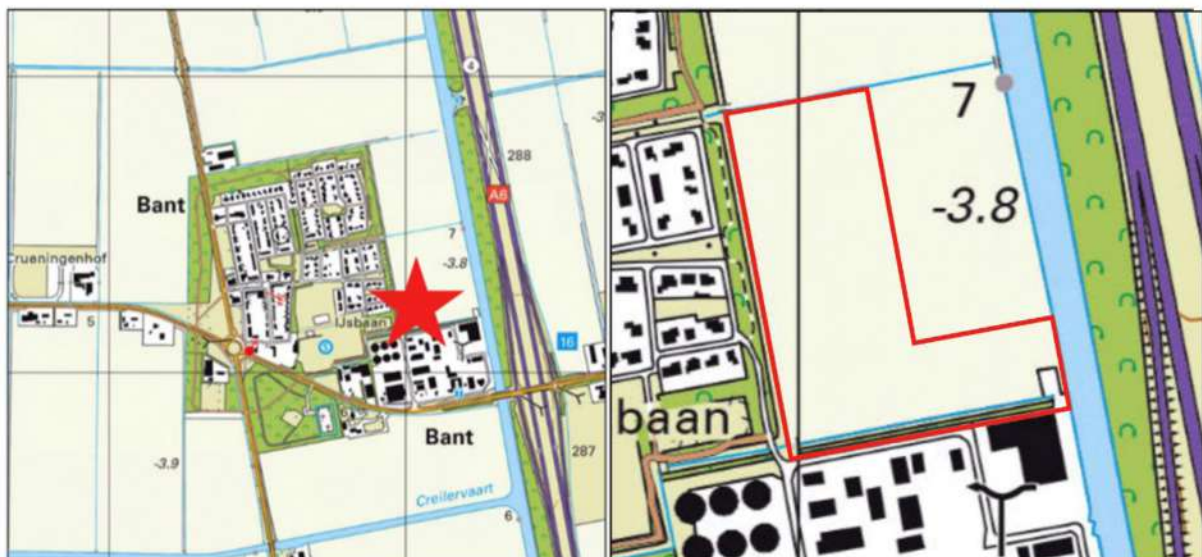 4
288
Bant
A6
7
-3.8
Crueningenhof
5
IJsbaan
16
Bant
287
-3.9
Creilervaart
6
7
-3.8
baan